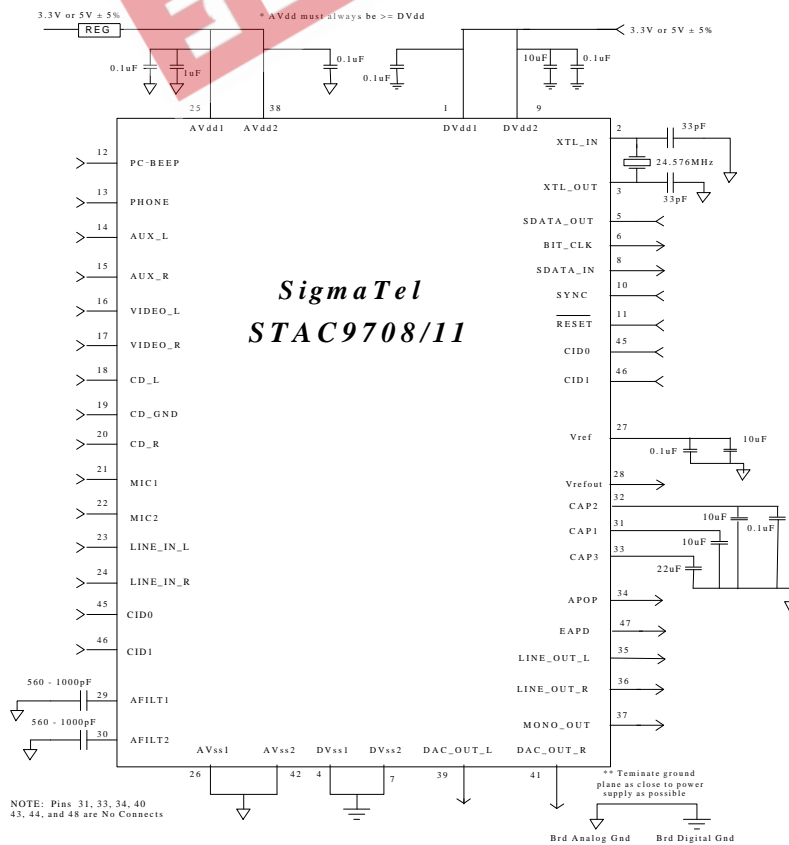 3.3V or 5V ± 5%
REG
* AVdd must always be >= DVdd
3.3V or 5V ± 5%
0.1uF
1uF
0.1uF
0.1uF
10uF
0.1uF
25
38
1
9
AVdd1
AVdd2
DVdd1
DVdd2
12
PC-BEEP
13
PHONE
14
AUX_L
15
AUX_R
16
VIDEO_L
17
VIDEO_R
18
CD_L
19
CD_GND
20
CD_R
21
MIC1
22
MIC2
23
LINE_IN_L
24
LINE_IN_R
45
CID0
46
CID1
560 - 1000pF
29
AFILT1
560 - 1000pF
30
AFILT2
SigmaTel
STAC9708/11
2
XTL_IN
33pF
24.576MHz
XTL_OUT
3
33pF
SDATA_OUT
5
BIT_CLK
6
SDATA_IN
8
SYNC
10
RESET
11
CID0
45
CID1
46
Vref
27
0.1uF
10uF
Vrefout
28
CAP2
32
10uF
0.1uF
CAP1
31
10uF
CAP3
33
22uF
APOP
34
EAPD
47
LINE_OUT_L
35
LINE_OUT_R
36
MONO_OUT
37
AVss1
AVss2
DVss1
DVss2
DAC_OUT_L
DAC_OUT_R
26
42
4
7
39
41
NOTE: Pins 31, 33, 34, 40
43, 44, and 48 are No Connects
** Teminate ground
plane as close to power
supply as possible
Brd Analog Gnd
Brd Digital Gnd